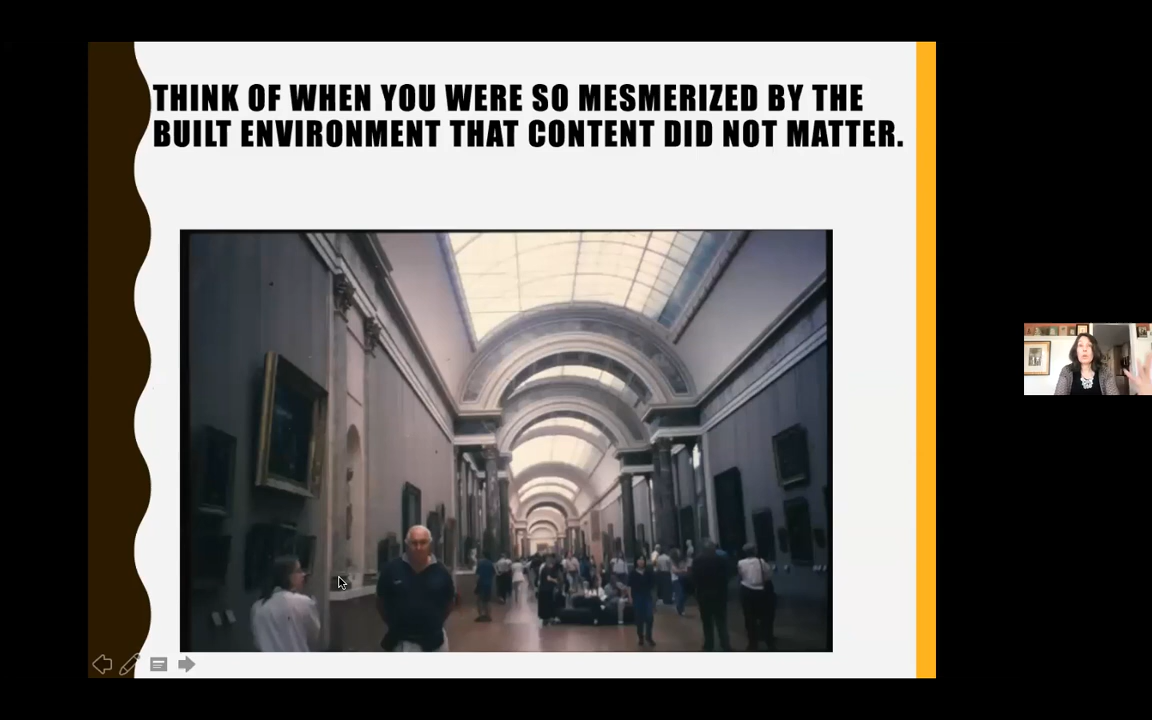 THINK OF WHEN YOU WERE SO MESMERIZED BY THE
BUILT ENVIRONMENT THAT CONTENT DID NOT MATTER.